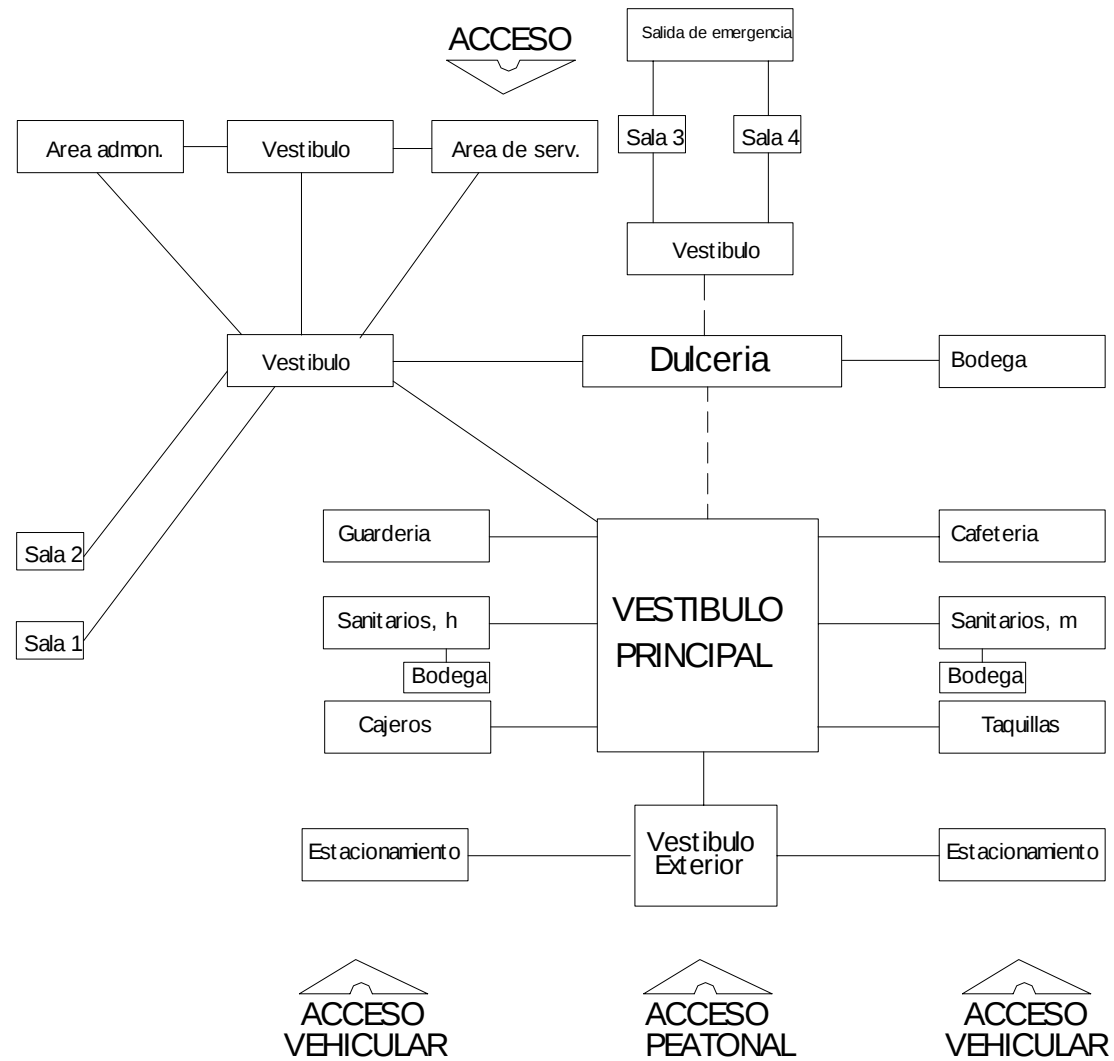 ACCESO
Salida de emergencia
Area admon.
Vestibulo
Area de serv.
Sala 3
Sala 4
Vestibulo
Vestibulo
Dulceria
Bodega
Sala 2
Sala 1
Guarderia
Cafeteria
VESTIBULO
PRINCIPAL
Sanitarios, h
Sanitarios, m
Bodega
Bodega
Cajeros
Taquillas
Estacionamiento
Vestibulo
Exterior
Estacionamiento
ACCESO
VEHICULAR
ACCESO
PEATONAL
ACCESO
VEHICULAR